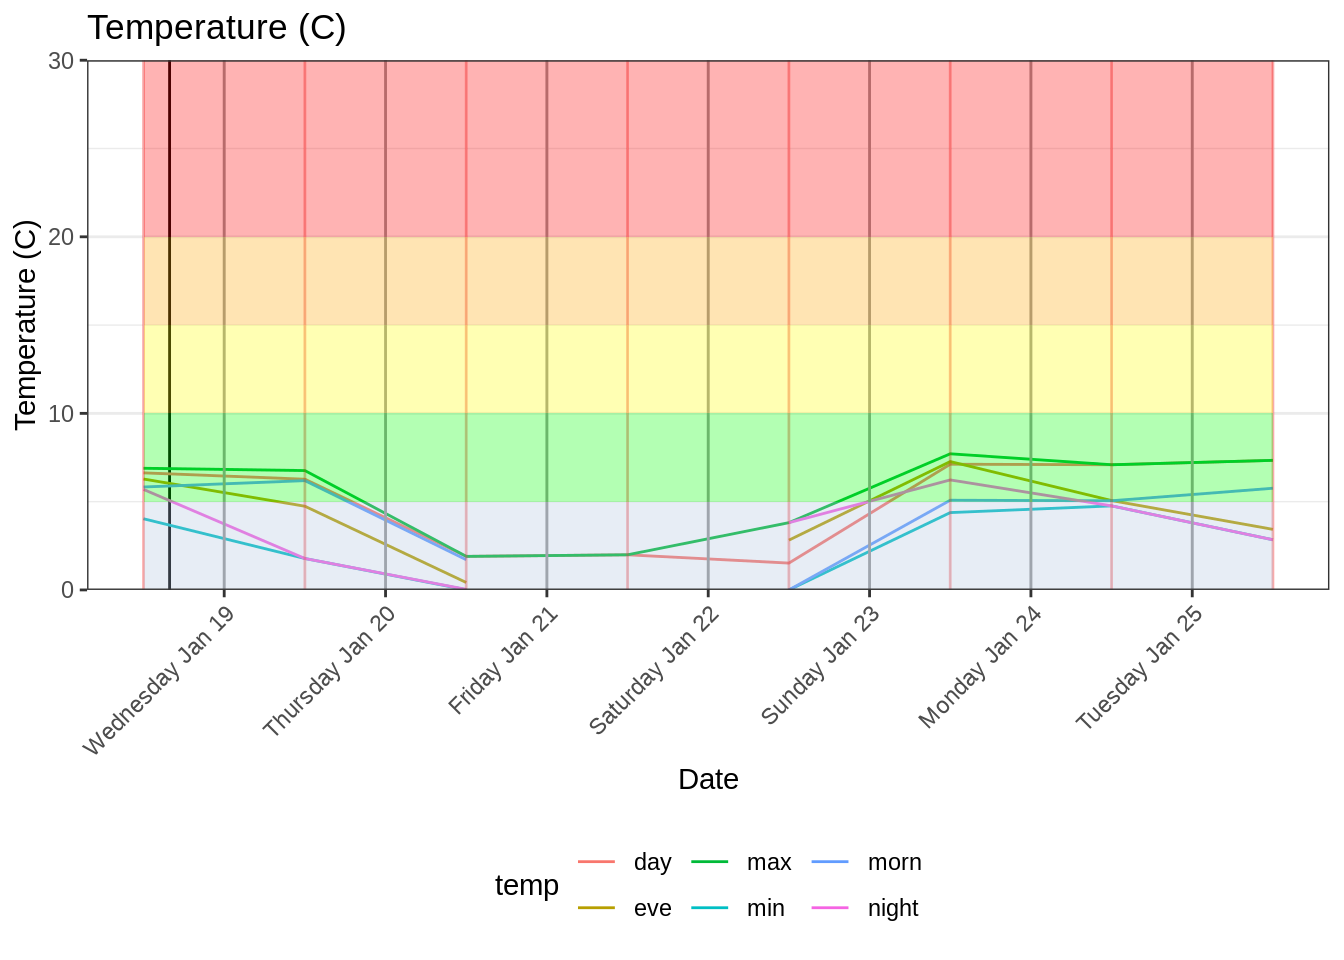 Temperature (C)
Temperature (C)
30
20
10
0
Wednesday Jan 19
Thursday Jan 20
Friday Jan 21
Saturday Jan 22
Sunday Jan 23
Monday Jan 24
Tuesday Jan 25
Date
temp
day
max
morn
eve
min
night